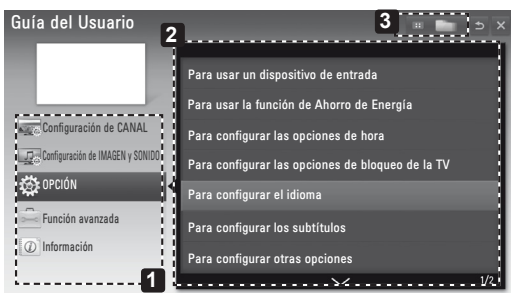 Guía del Usuario
3
2
Para usar un dispositivo de entrada
Para usar la función de Ahorro de Energía
Para configurar las opciones de hora
Para configurar las opciones de bloqueo de la TV
Para configurar el idioma
Para configurar los subtítulos
Para configurar otras opciones
1/2
Configuración de CANAL
Configuración de IMAGEN y SONIDO
OPCIÓN
Función avanzada
i Información
1